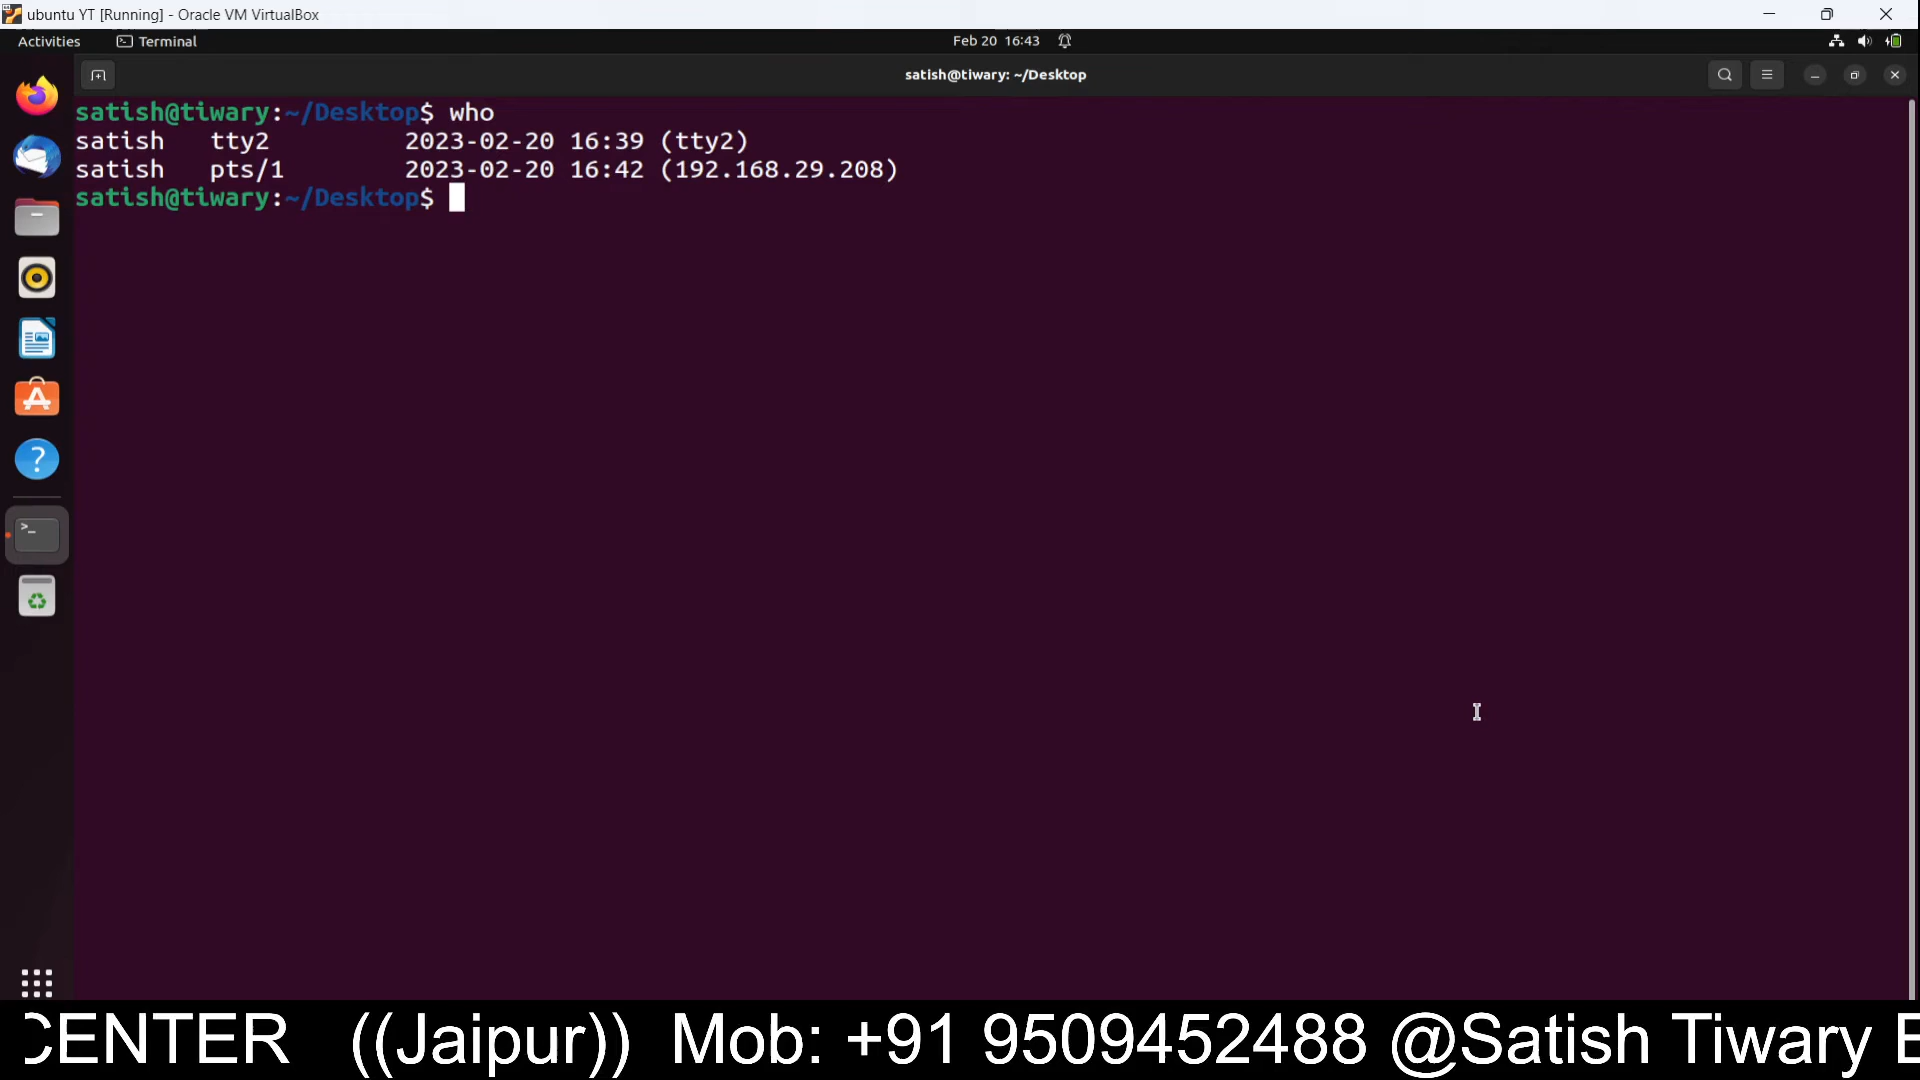 ubuntu YT [Running] - Oracle VM VirtualBox
Activities Terminal Feb 20 16:43
satish@tiwary: ~/Desktop
satish@tiwary:~/Desktop$ who
satish   tty2         2023-02-20 16:39 (tty2)
satish   pts/1        2023-02-20 16:42 (192.168.29.208)
satish@tiwary:~/Desktop$
CENTER ((Jaipur)) Mob: +91 9509452488 @Satish Tiwary